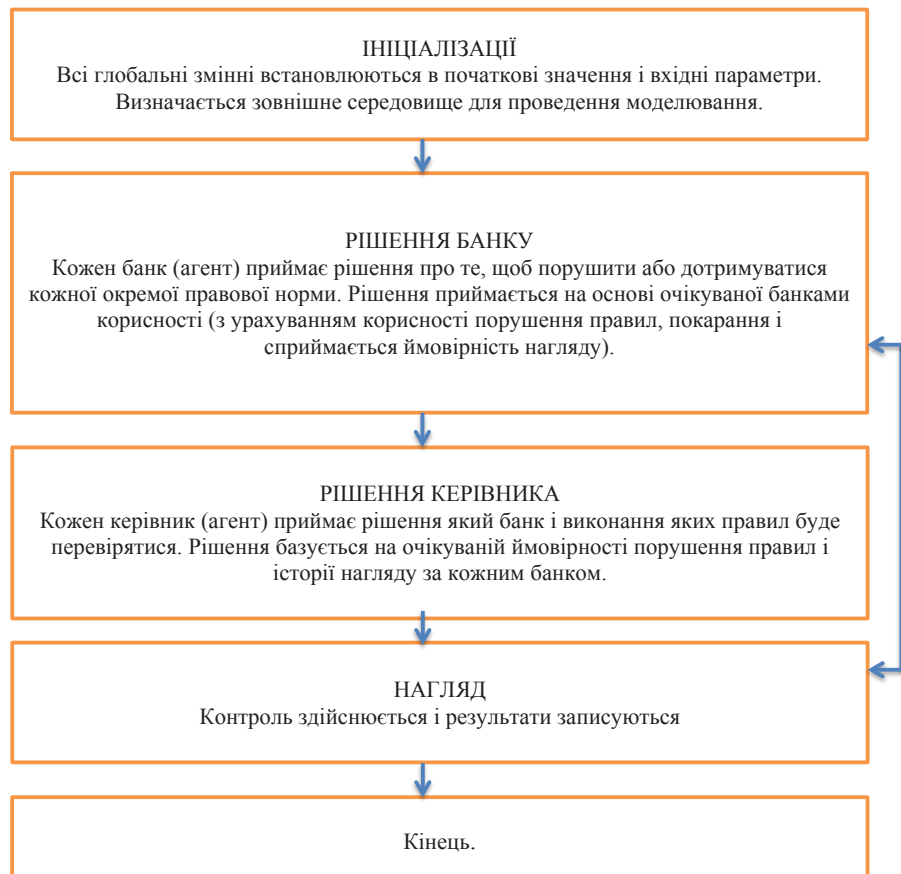 ІНІЦІАЛІЗАЦІЇ
Всі глобальні змінні встановлюються в початкові значення і вхідні параметри.
Визначається зовнішнє середовище для проведення моделювання.
РІШЕННЯ БАНКУ
Кожен банк (агент) приймає рішення про те, щоб порушити або дотримуватися
кожної окремої правової норми. Рішення приймається на основі очікуваної банками
корисності (з урахуванням корисності порушення правил, покарання і
сприймається ймовірність нагляду).
РІШЕННЯ КЕРІВНИКА
Кожен керівник (агент) приймає рішення який банк і виконання яких правил буде
перевірятися. Рішення базується на очікуваній ймовірності порушення правил і
історії нагляду за кожним банком.
НАГЛЯД
Контроль здійснюється і результати записуються
Кінець.